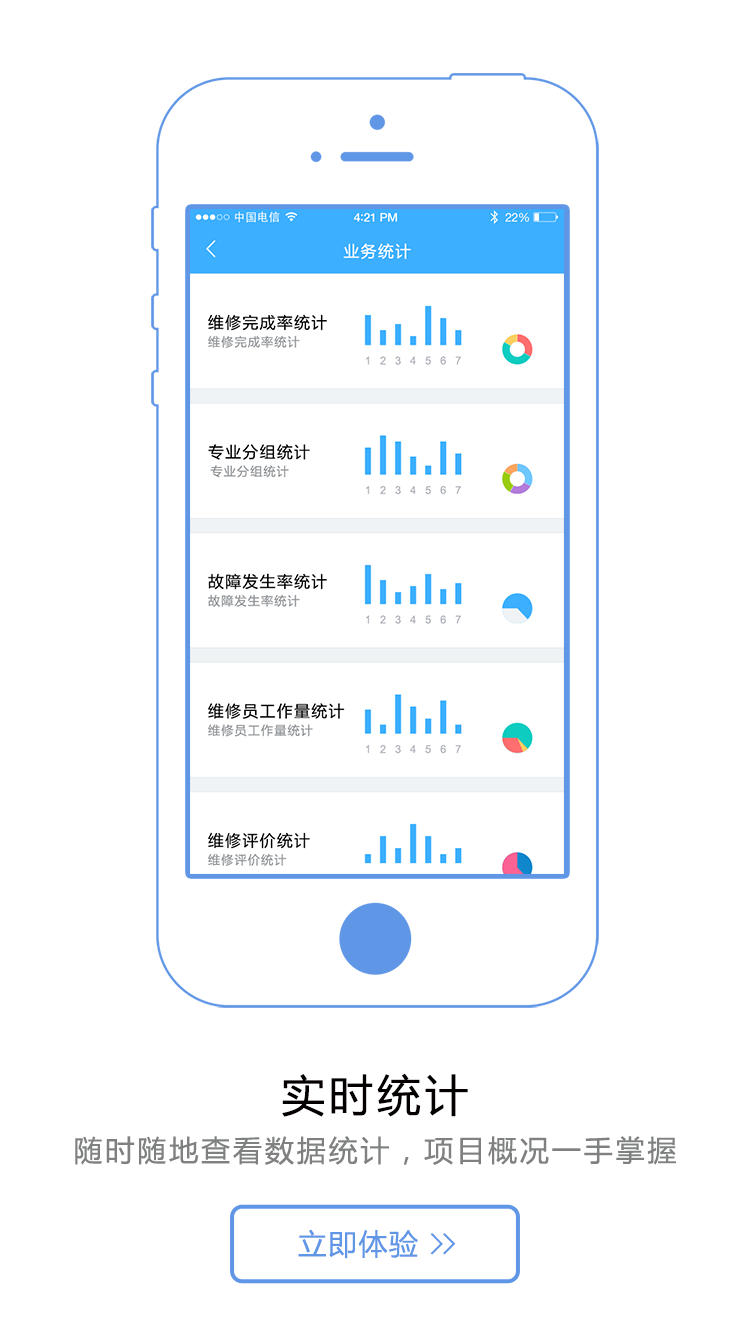 中国电信 4:21 PM 22%
业务统计
维修完成率统计
维修完成率统计
1 2 3 4 5 6 7
专业分组统计
专业分组统计
1 2 3 4 5 6 7
故障发生率统计
故障发生率统计
1 2 3 4 5 6 7
维修员工作量统计
维修员工作量统计
1 2 3 4 5 6 7
维修评价统计
维修评价统计
实时统计
随时随地查看数据统计，项目概况一手掌握
立即体验